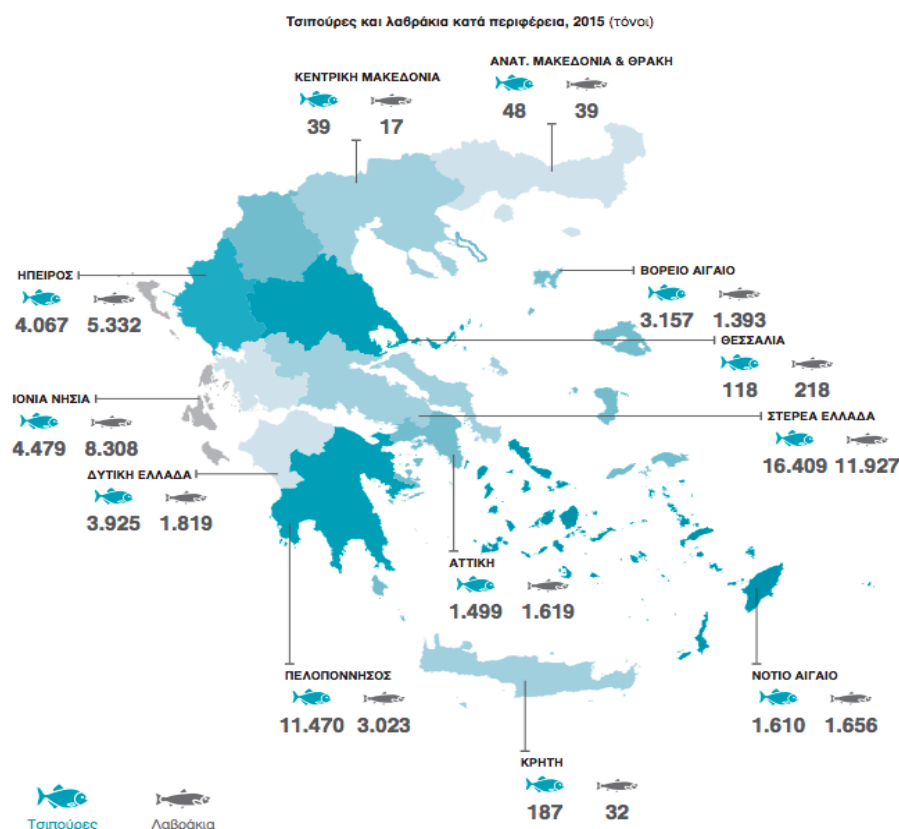 Τσιπούρες και λαβράκια κατά περιφέρεια, 2015 (τόνοι)
ΑΝΑΤ. ΜΑΚΕΔΟΝΙΑ & ΘΡΑΚΗ
48 39
ΚΕΝΤΡΙΚΗ ΜΑΚΕΔΟΝΙΑ
39 17
ΗΠΕΙΡΟΣ
4.067 5.332
ΒΟΡΕΙΟ ΑΙΓΑΙΟ
3.157 1.393
ΘΕΣΣΑΛΙΑ
118 218
ΙΟΝΙΑ ΝΗΣΙΑ
4.479 8.308
ΣΤΕΡΕΑ ΕΛΛΑΔΑ
16.409 11.927
ΔΥΤΙΚΗ ΕΛΛΑΔΑ
3.925 1.819
ΑΤΤΙΚΗ
1.499 1.619
ΠΕΛΟΠΟΝΝΗΣΟΣ
11.470 3.023
ΝΟΤΙΟ ΑΙΓΑΙΟ
1.610 1.656
ΚΡΗΤΗ
187 32
Τσιπούρες Λαβράκια